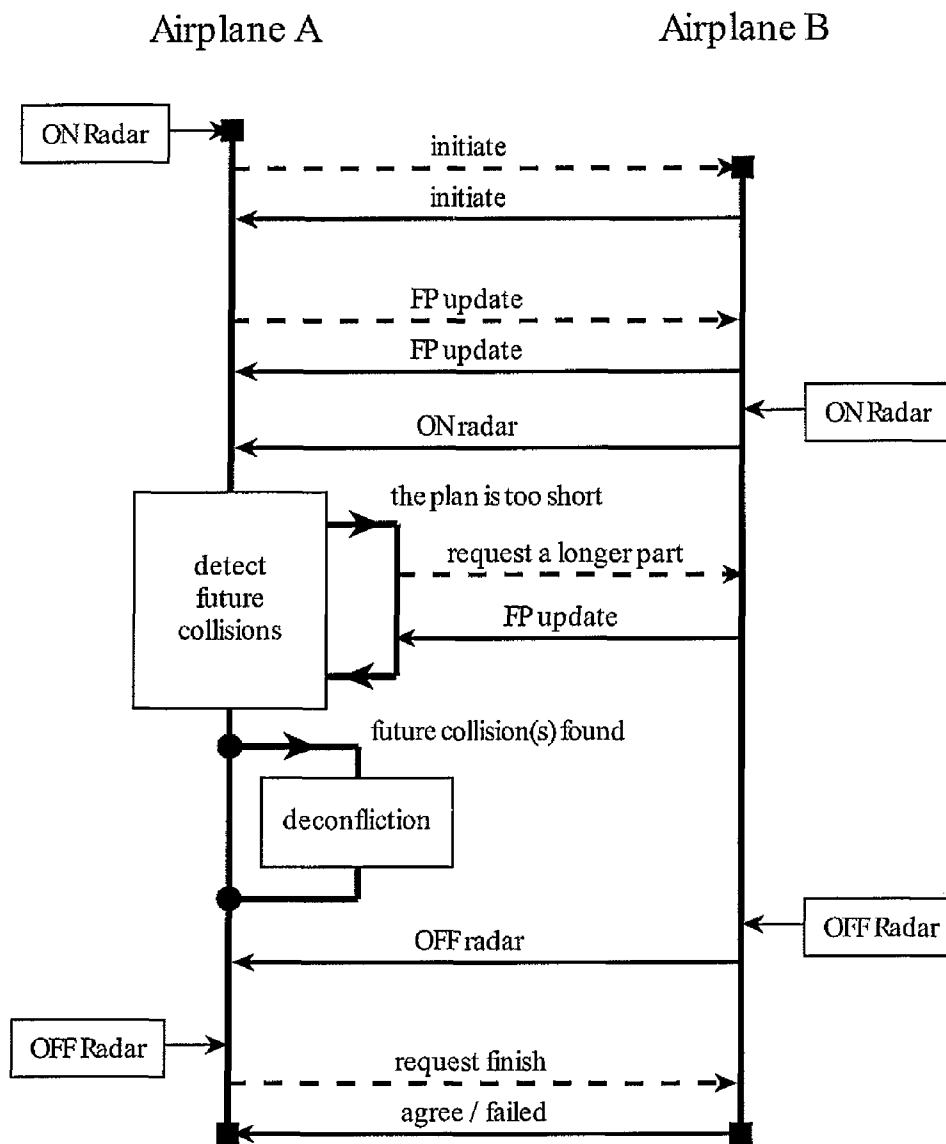 Airplane A
Airplane B
ON Radar
initiate
initiate
FP update
FP update
ON Radar
ON radar
the plan is too short
request a longer part
detect
future
collisions
FP update
future collision(s) found
deconfliction
OFF Radar
OFF radar
OFF Radar
request finish
agree / failed